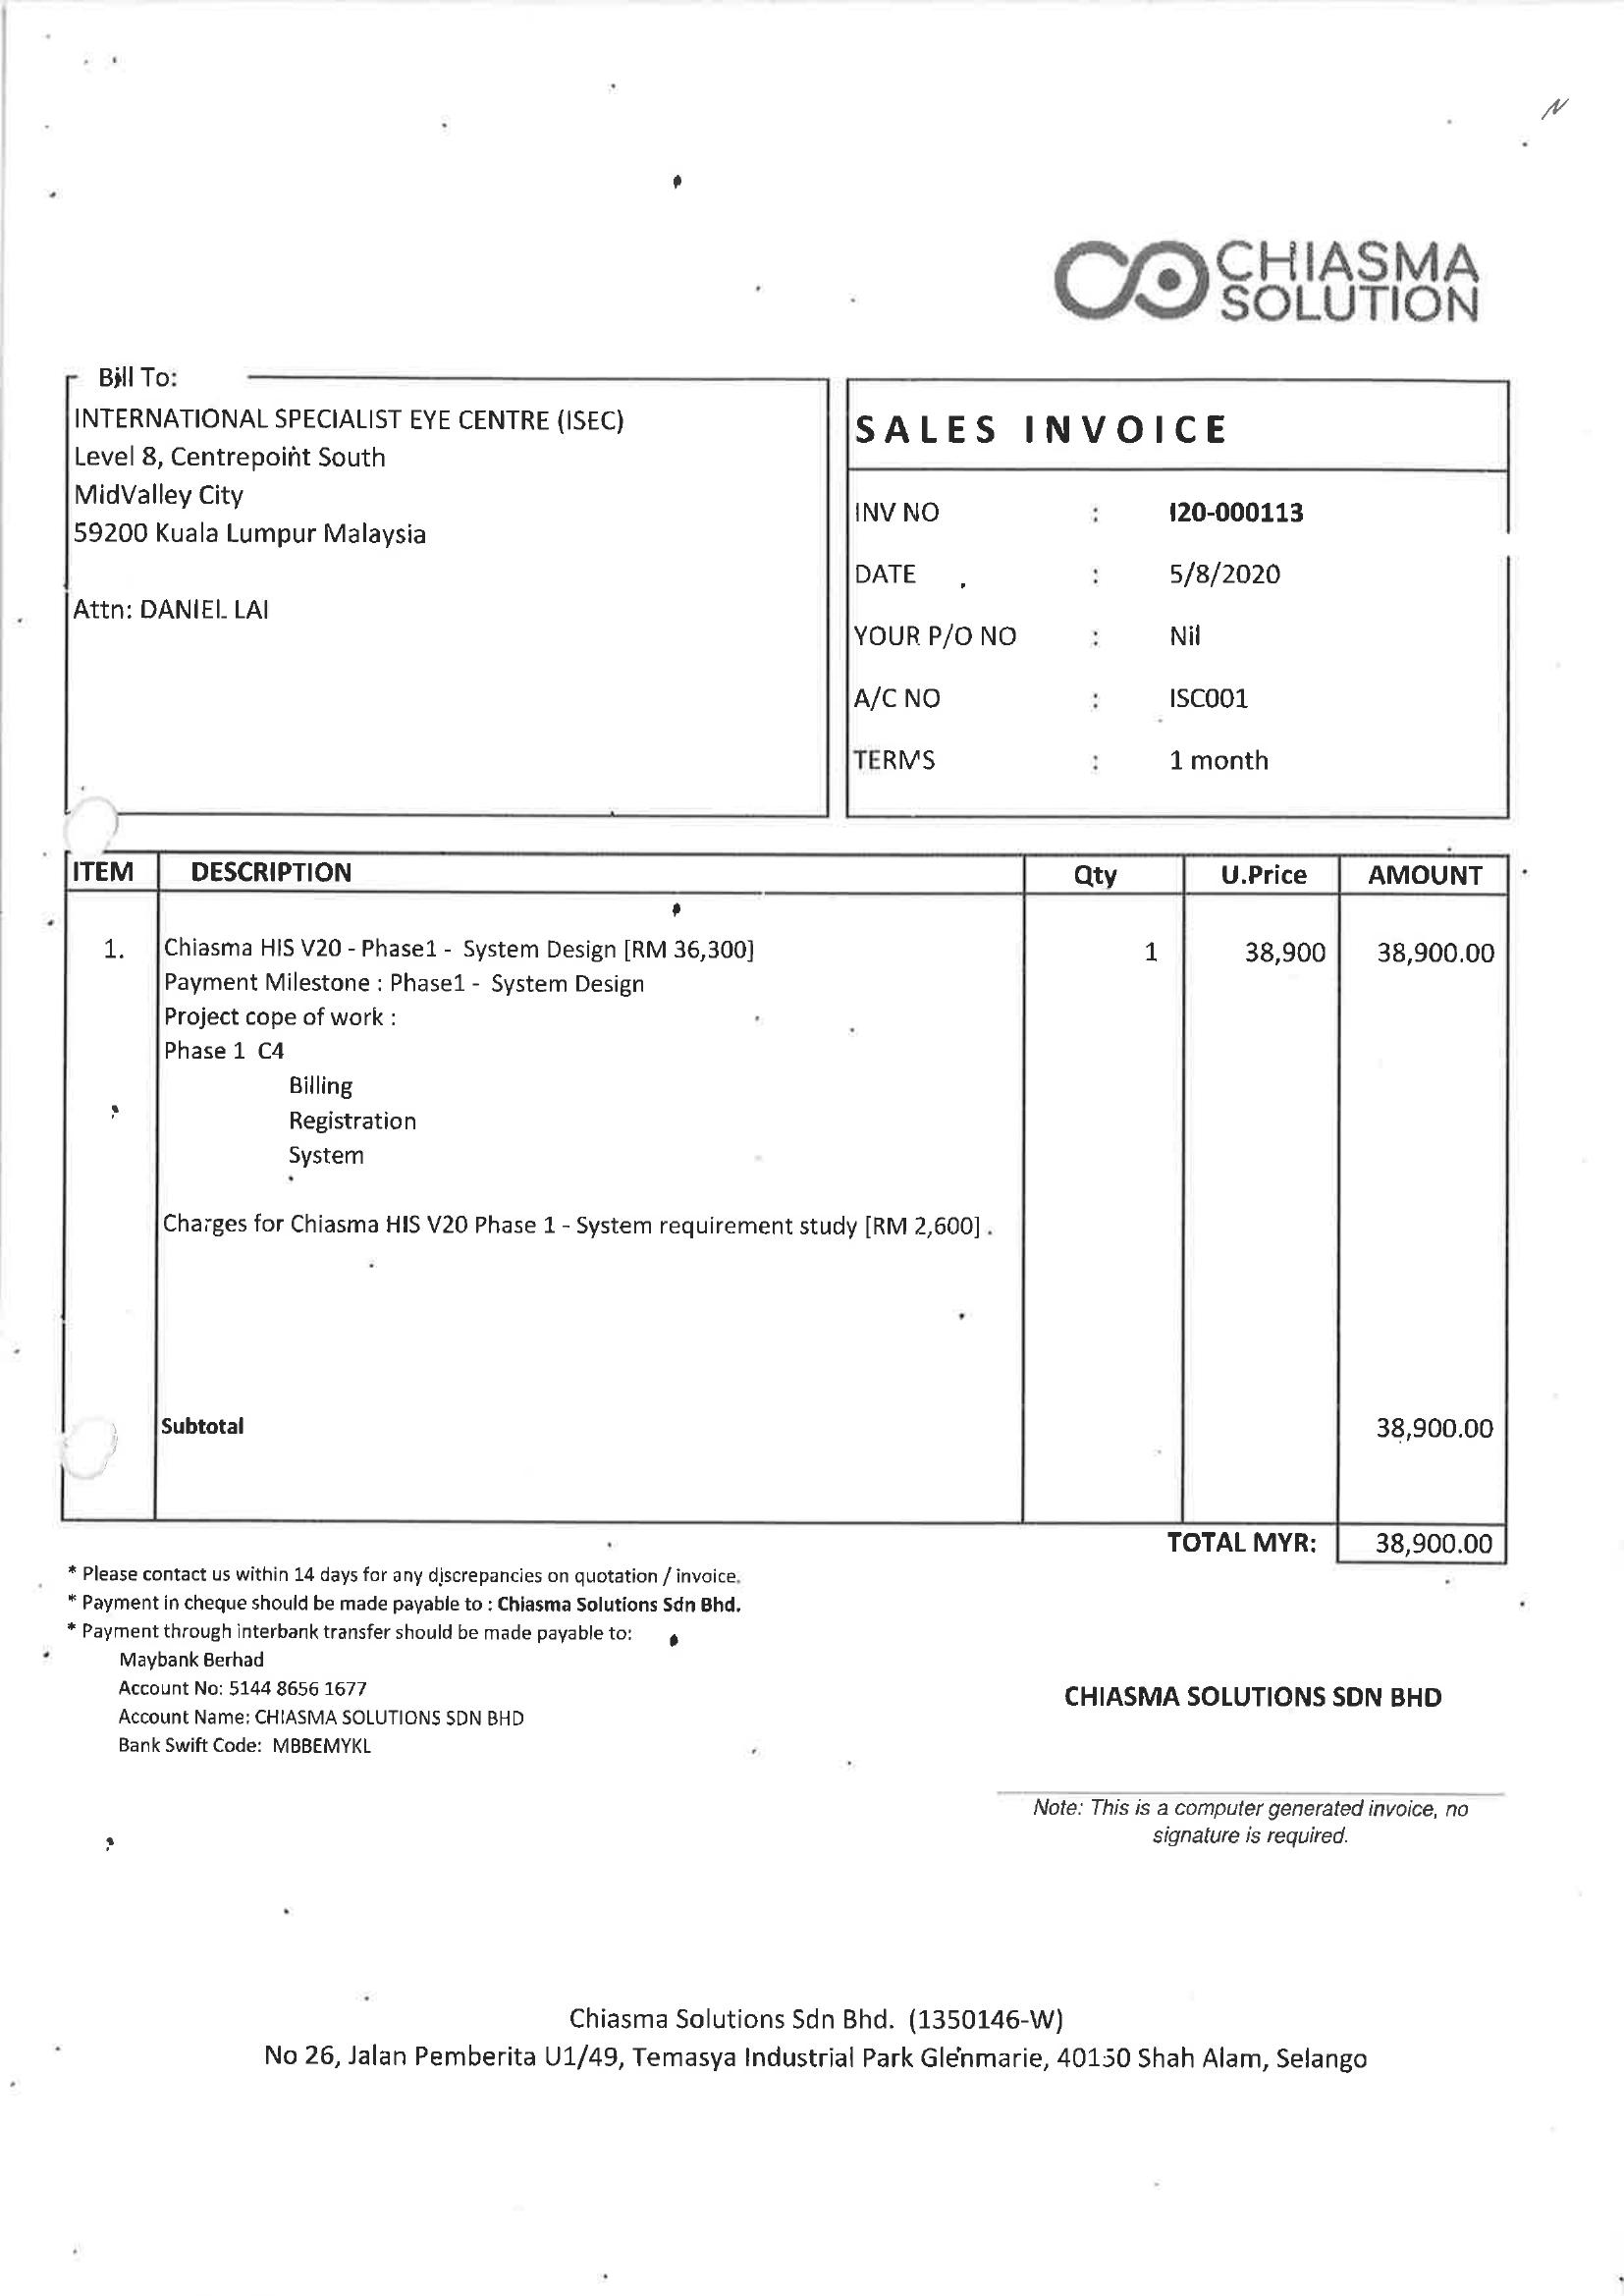 N
CHIASMA
SOLUTION
Bill To:
INTERNATIONAL SPECIALIST EYE CENTRE (ISEC)
Level 8, Centrepoint South
MidValley City
59200 Kuala Lumpur Malaysia
Attn: DANIEL LAI
SALES INVOICE
INV NO : I20-000113
DATE : 5/8/2020
YOUR P/O NO : Nil
A/C NO : ISC001
TERMS : 1 month
ITEM DESCRIPTION Qty U.Price AMOUNT
1. Chiasma HIS V20 - Phase1 - System Design [RM 36,300] 1 38,900 38,900.00
Payment Milestone : Phase1 - System Design
Project cope of work :
Phase 1 C4
Billing
Registration
System
Charges for Chiasma HIS V20 Phase 1 - System requirement study [RM 2,600] .
Subtotal 38,900.00
TOTAL MYR: 38,900.00
* Please contact us within 14 days for any discrepancies on quotation / invoice.
* Payment in cheque should be made payable to : Chiasma Solutions Sdn Bhd.
* Payment through interbank transfer should be made payable to:
Maybank Berhad
Account No: 5144 8656 1677
Account Name: CHIASMA SOLUTIONS SDN BHD
Bank Swift Code: MBBEMYKL
CHIASMA SOLUTIONS SDN BHD
Note: This is a computer generated invoice, no
signature is required.
Chiasma Solutions Sdn Bhd. (1350146-W)
No 26, Jalan Pemberita U1/49, Temasya Industrial Park Glenmarie, 40150 Shah Alam, Selango